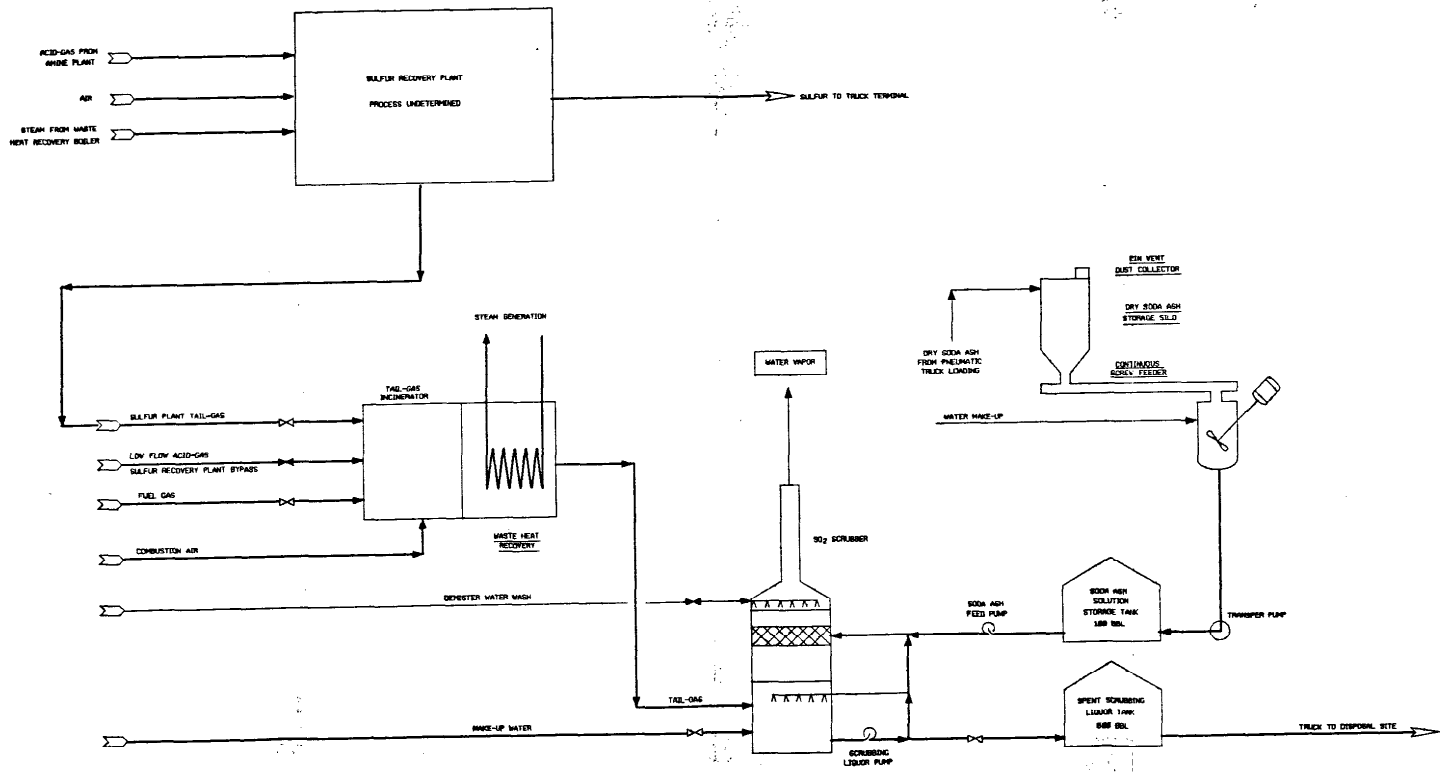 ACID-GAS FROM
AMINE PLANT
AIR
STEAM FROM WASTE
HEAT RECOVERY BOILER
SULFUR RECOVERY PLANT
PROCESS UNDETERMINED
SULFUR TO TRUCK TERMINAL
BIN VENT
DUST COLLECTOR
DRY SODA ASH
STORAGE SILO
DRY SODA ASH
FROM PNEUMATIC
TRUCK LOADING
CONTINUOUS
SCREW FEEDER
WATER MAKE-UP
STEAM GENERATION
WATER VAPOR
TAIL-GAS
INCINERATOR
SULFUR PLANT TAIL-GAS
LOW FLOW ACID-GAS
SULFUR RECOVERY PLANT BYPASS
FUEL GAS
COMBUSTION AIR
WASTE HEAT
RECOVERY
SO2 SCRUBBER
DEMISTER WATER WASH
SODA ASH
FEED PUMP
SODA ASH
SOLUTION
STORAGE TANK
100 BBL
TRANSFER PUMP
TAIL-GAS
MAKE-UP WATER
SCRUBBING
LIQUOR PUMP
SPENT SCRUBBING
LIQUOR TANK
BBL
TRUCK TO DISPOSAL SITE